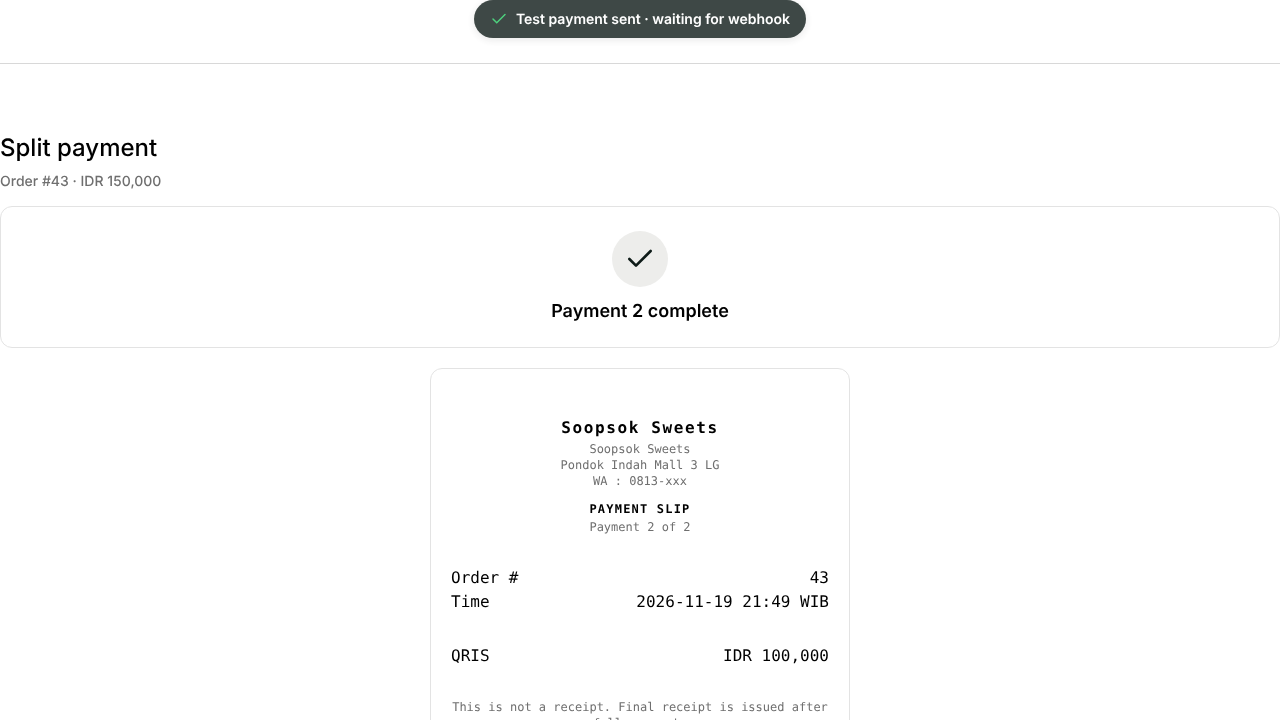 Test payment sent · waiting for webhook
Split payment
Order #43 · IDR 150,000
Payment 2 complete
Soopsok Sweets
Soopsok Sweets
Pondok Indah Mall 3 LG
WA : 0813-xxx
PAYMENT SLIP
Payment 2 of 2
Order # 43
Time 2026-11-19 21:49 WIB
QRIS IDR 100,000
This is not a receipt. Final receipt is issued after